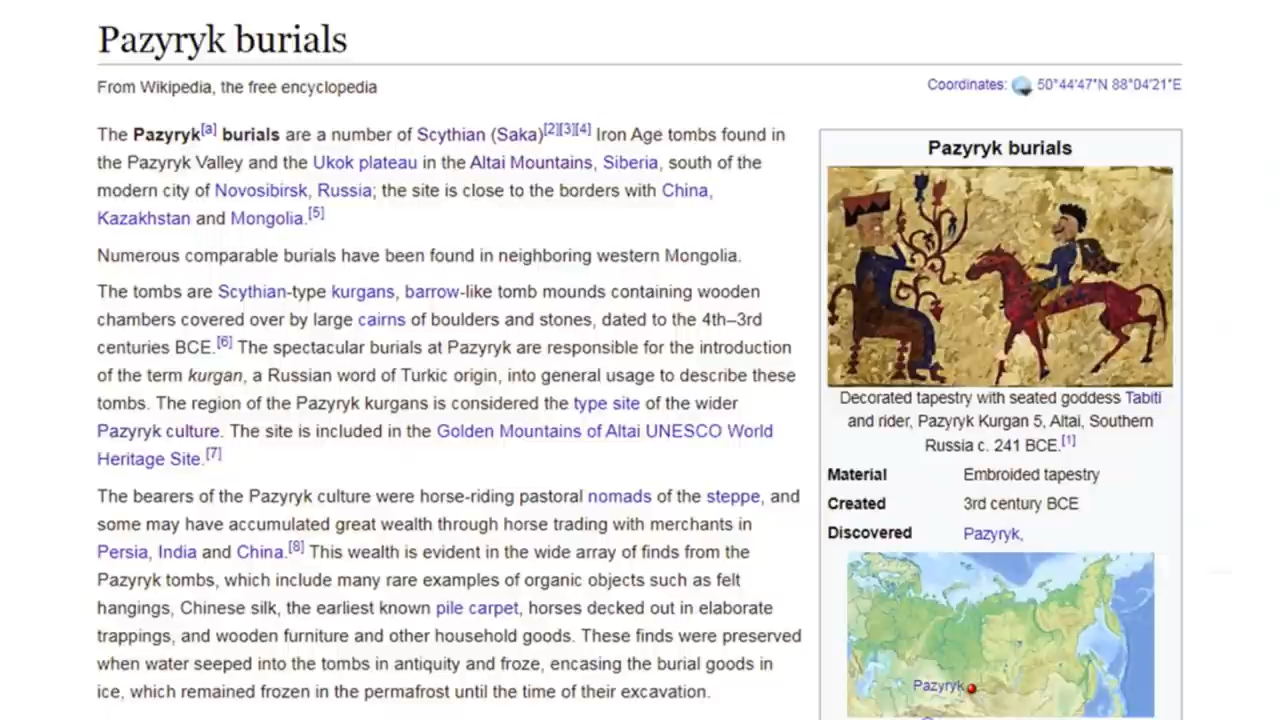 Pazyryk burials
From Wikipedia, the free encyclopedia
Coordinates: 50°44′47″N 88°04′21″E
The Pazyryk[a] burials are a number of Scythian (Saka)[2][3][4] Iron Age tombs found in
the Pazyryk Valley and the Ukok plateau in the Altai Mountains, Siberia, south of the
modern city of Novosibirsk, Russia; the site is close to the borders with China,
Kazakhstan and Mongolia.[5]
Numerous comparable burials have been found in neighboring western Mongolia.
The tombs are Scythian-type kurgans, barrow-like tomb mounds containing wooden
chambers covered over by large cairns of boulders and stones, dated to the 4th–3rd
centuries BCE.[6] The spectacular burials at Pazyryk are responsible for the introduction
of the term kurgan, a Russian word of Turkic origin, into general usage to describe these
tombs. The region of the Pazyryk kurgans is considered the type site of the wider
Pazyryk culture. The site is included in the Golden Mountains of Altai UNESCO World
Heritage Site.[7]
The bearers of the Pazyryk culture were horse-riding pastoral nomads of the steppe, and
some may have accumulated great wealth through horse trading with merchants in
Persia, India and China.[8] This wealth is evident in the wide array of finds from the
Pazyryk tombs, which include many rare examples of organic objects such as felt
hangings, Chinese silk, the earliest known pile carpet, horses decked out in elaborate
trappings, and wooden furniture and other household goods. These finds were preserved
when water seeped into the tombs in antiquity and froze, encasing the burial goods in
ice, which remained frozen in the permafrost until the time of their excavation.
Pazyryk burials
Decorated tapestry with seated goddess Tabiti
and rider, Pazyryk Kurgan 5, Altai, Southern
Russia c. 241 BCE.[1]
Material Embroided tapestry
Created 3rd century BCE
Discovered Pazyryk,
Pazyryk